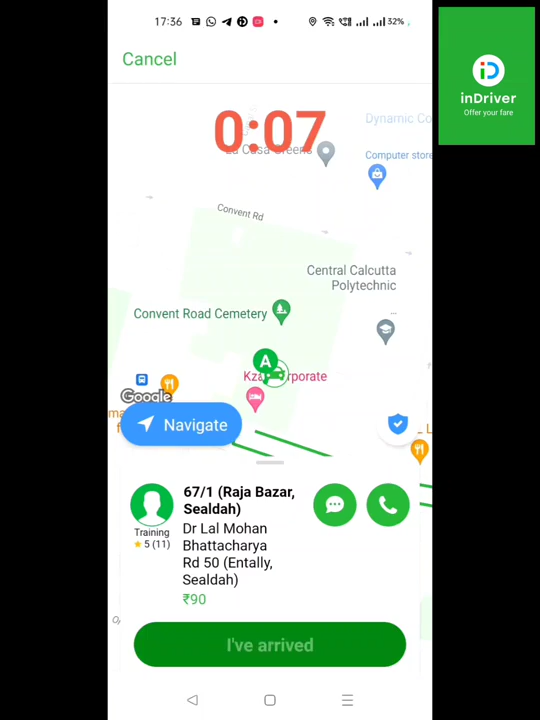 17:36
32%
Cancel
inDriver
Offer your fare
0:07
Dynamic Co
La Casa Greens
Computer store
Convent Rd
Central Calcutta
Polytechnic
...
Convent Road Cemetery
A
Google
Navigate
67/1 (Raja Bazar,
Sealdah)
Dr Lal Mohan
Bhattacharya
Rd 50 (Entally,
Sealdah)
₹90
Training
5 (11)
I've arrived